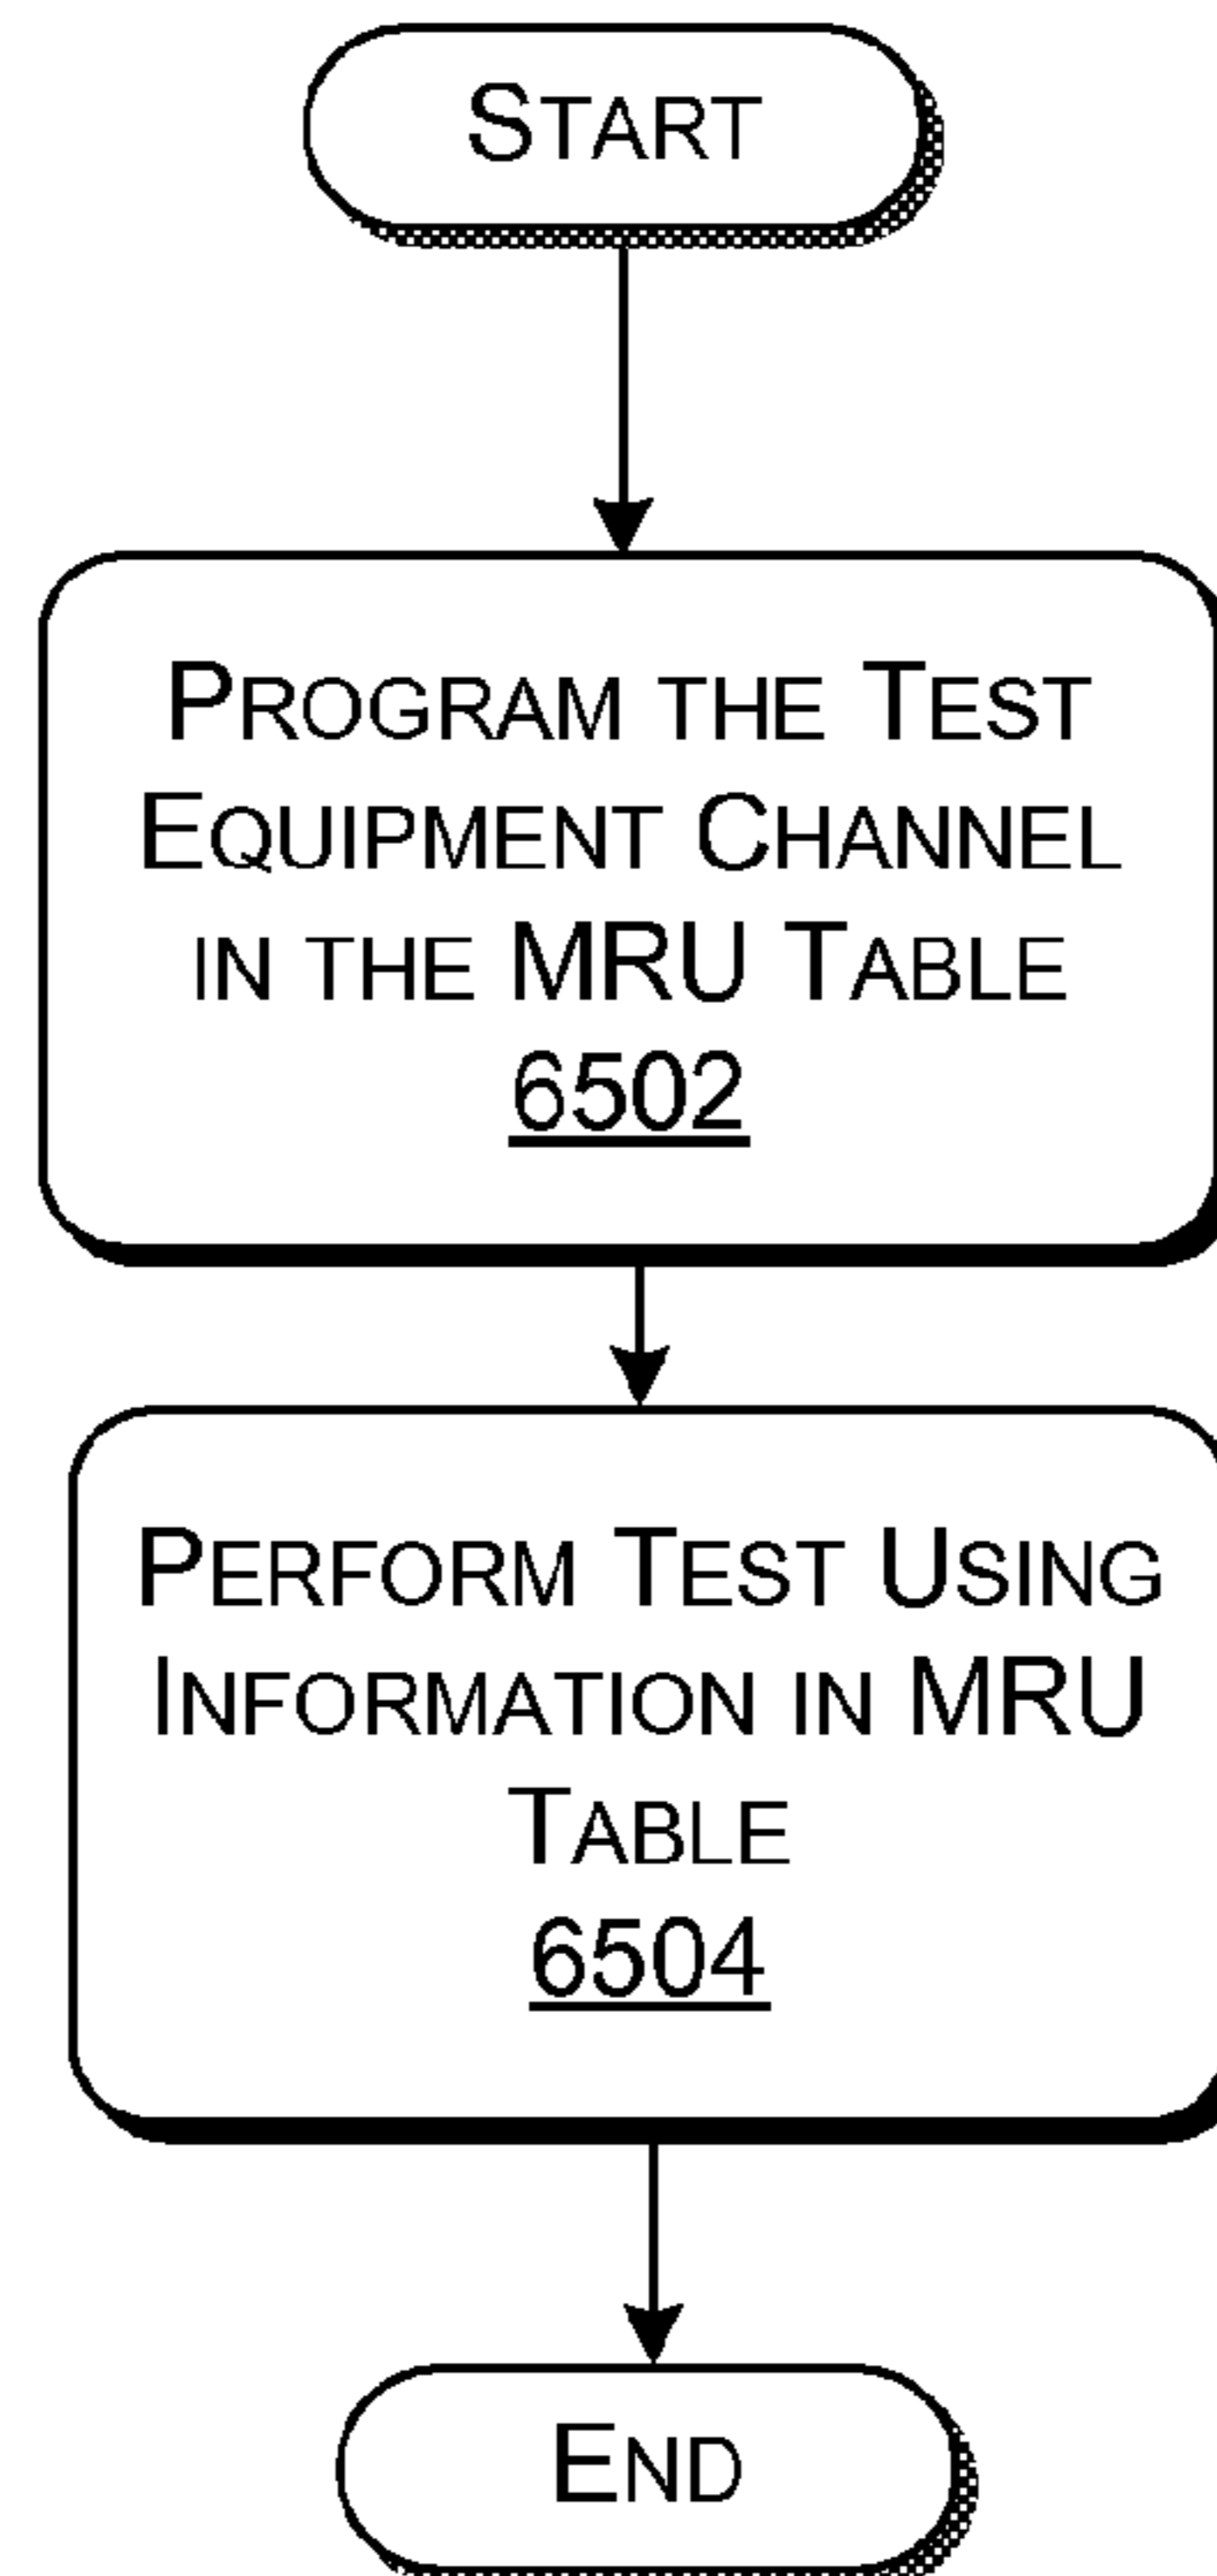 START
PROGRAM THE TEST
EQUIPMENT CHANNEL
IN THE MRU TABLE
6502
PERFORM TEST USING
INFORMATION IN MRU
TABLE
6504
END